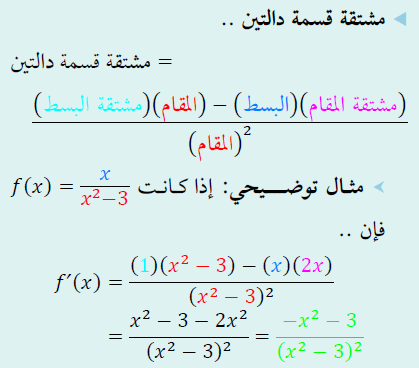 مشتقة قسمة دالتين ..
مشتقة قسمة دالتين =
(مشتقة البسط)(المقام) − (البسط)(مشتقة المقام)
(المقام)²
مثال توضيحي: إذا كانت f(x) = x / x²−3
فإن ..
f′(x) = (1)(x² − 3) − (x)(2x) / (x² − 3)²
= x² − 3 − 2x² / (x² − 3)² = −x² − 3 / (x² − 3)²